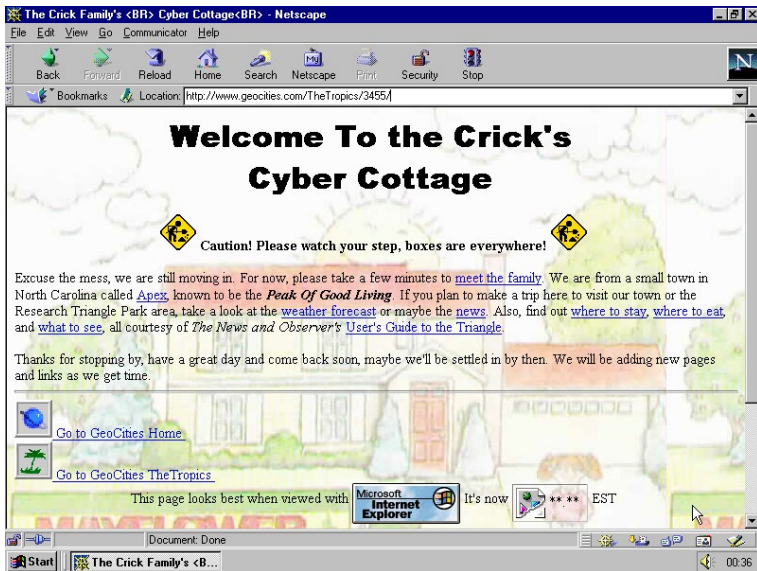 The Crick Family's <BR> Cyber Cottage<BR> - Netscape
File Edit View Go Communicator Help
Back Forward Reload Home Search Netscape Print Security Stop
My
N
Bookmarks Location: http://www.geocities.com/TheTropics/3455/
Welcome To the Crick's
Cyber Cottage
Caution! Please watch your step, boxes are everywhere!
Excuse the mess, we are still moving in. For now, please take a few minutes to meet the family. We are from a small town in
North Carolina called Apex, known to be the Peak Of Good Living. If you plan to make a trip here to visit our town or the
Research Triangle Park area, take a look at the weather forecast or maybe the news. Also, find out where to stay, where to eat,
and what to see, all courtesy of The News and Observer's User's Guide to the Triangle.
Thanks for stopping by, have a great day and come back soon, maybe we'll be settled in by then. We will be adding new pages
and links as we get time.
Go to GeoCities Home
Go to GeoCities TheTropics
This page looks best when viewed with Microsoft Internet Explorer It's now **:** EST
MAYFLOWER
Document: Done
Start The Crick Family's <B... 00:36